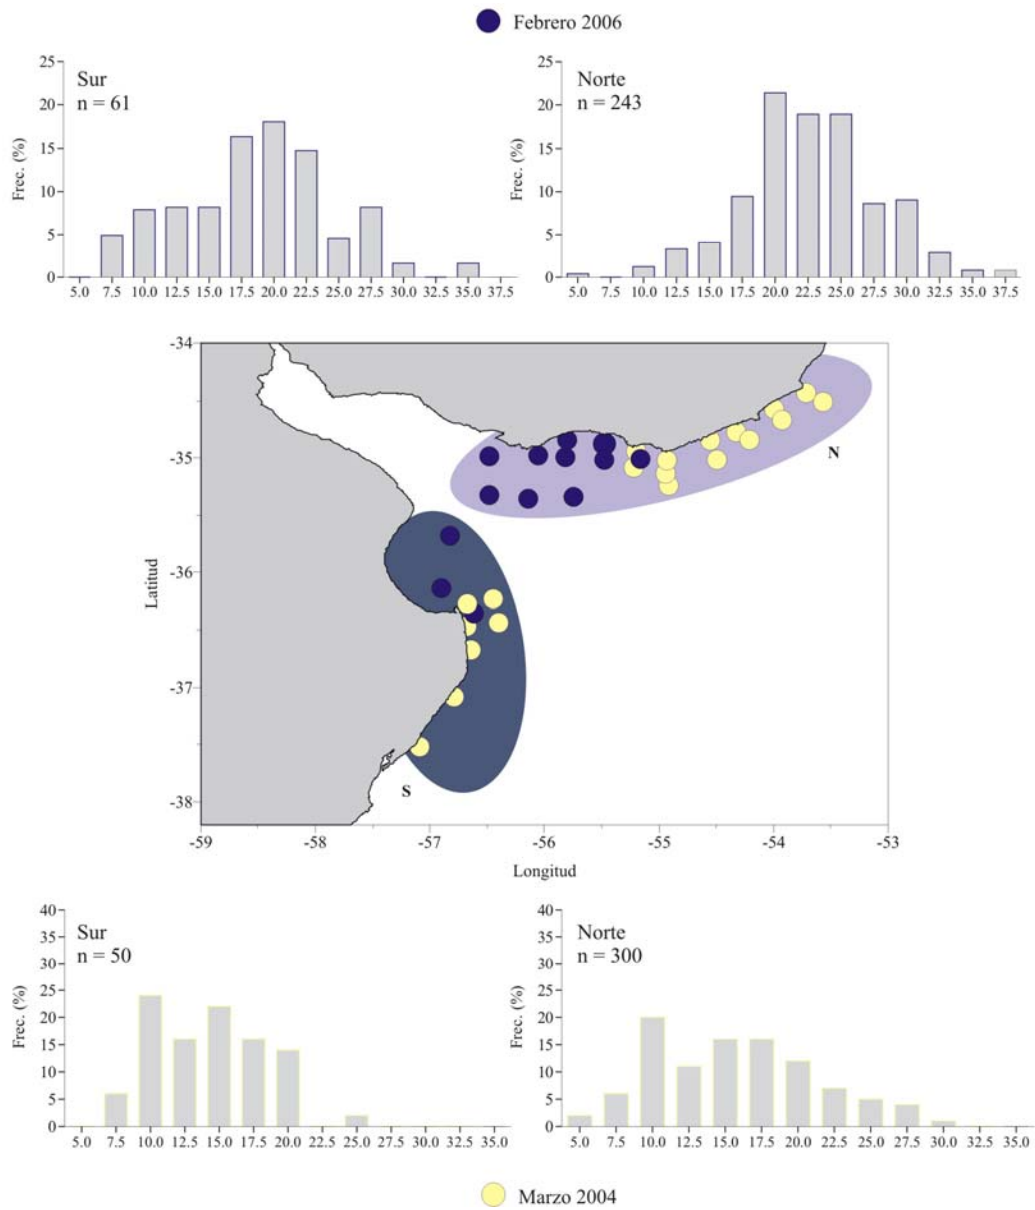 Febrero 2006
Sur
n = 61
Frec. (%)
25
20
15
10
5
0
5.0 7.5 10.0 12.5 15.0 17.5 20.0 22.5 25.0 27.5 30.0 32.5 35.0 37.5
Norte
n = 243
Frec. (%)
25
20
15
10
5
0
5.0 7.5 10.0 12.5 15.0 17.5 20.0 22.5 25.0 27.5 30.0 32.5 35.0 37.5
Latitud
-34
-35
-36
-37
-38
N
S
-59 -58 -57 -56 -55 -54 -53
Longitud
Sur
n = 50
Frec. (%)
40
35
30
25
20
15
10
5
0
5.0 7.5 10.0 12.5 15.0 17.5 20.0 22.5 25.0 27.5 30.0 32.5 35.0
Norte
n = 300
Frec. (%)
40
35
30
25
20
15
10
5
0
5.0 7.5 10.0 12.5 15.0 17.5 20.0 22.5 25.0 27.5 30.0 32.5 35.0
Marzo 2004